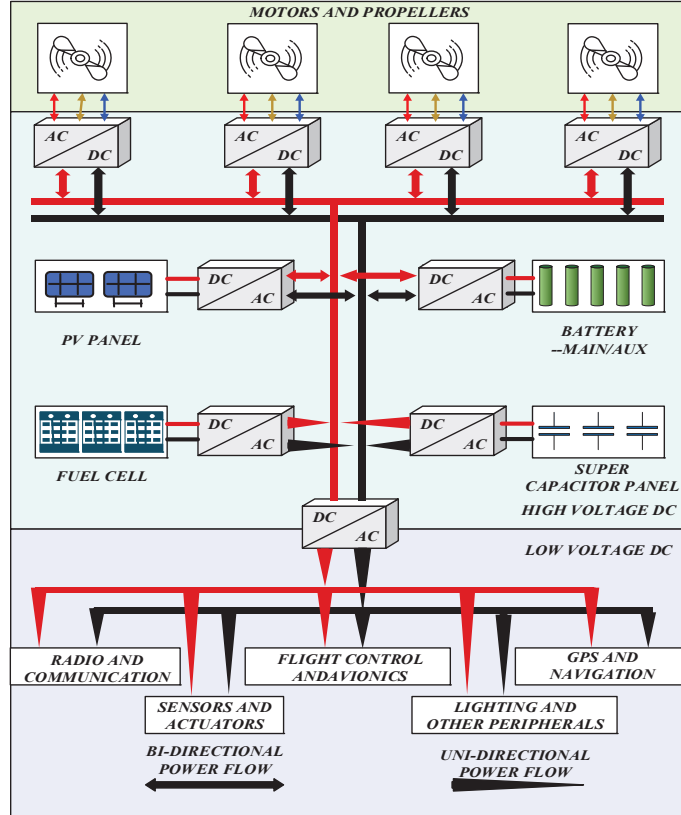 MOTORS AND PROPELLERS
AC
DC
AC
DC
AC
DC
AC
DC
DC
AC
DC
AC
PV PANEL
BATTERY
--MAIN/AUX
DC
AC
DC
AC
FUEL CELL
SUPER
CAPACITOR PANEL
HIGH VOLTAGE DC
DC
AC
LOW VOLTAGE DC
RADIO AND
COMMUNICATION
FLIGHT CONTROL
ANDAVIONICS
GPS AND
NAVIGATION
SENSORS AND
ACTUATORS
LIGHTING AND
OTHER PERIPHERALS
BI-DIRECTIONAL
POWER FLOW
UNI-DIRECTIONAL
POWER FLOW